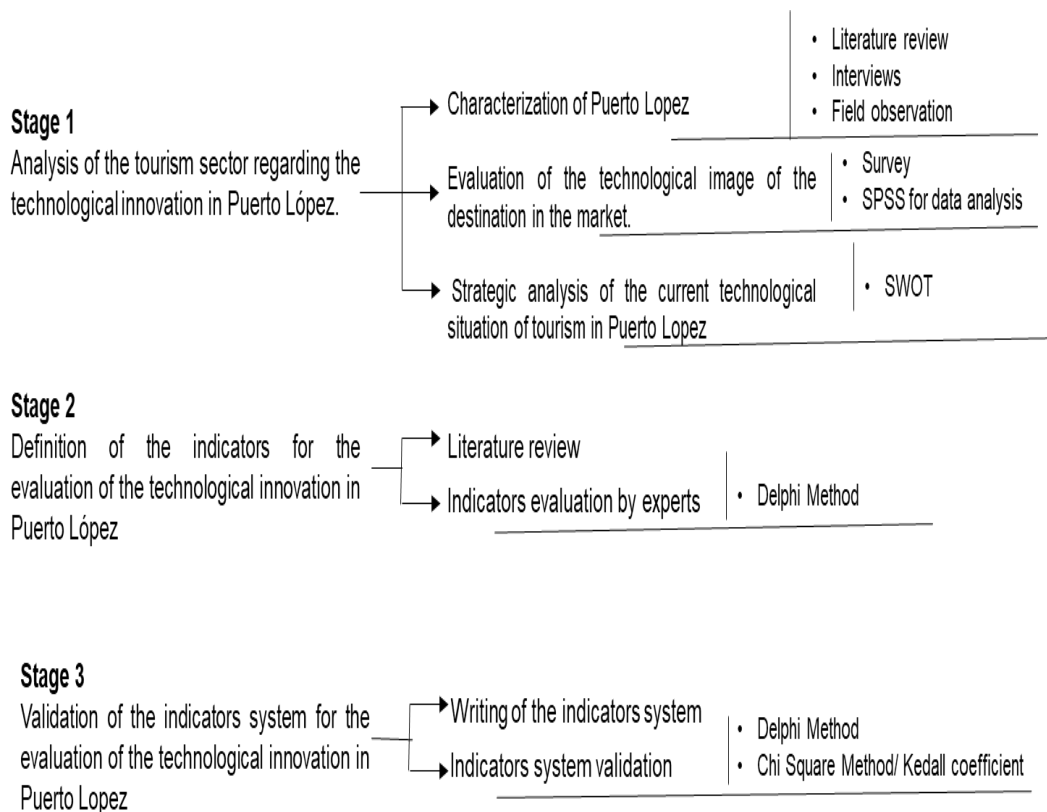 Stage 1
Analysis of the tourism sector regarding the
technological innovation in Puerto López.
Characterization of Puerto Lopez
• Literature review
• Interviews
• Field observation
Evaluation of the technological image of the
destination in the market.
• Survey
• SPSS for data analysis
Strategic analysis of the current technological
situation of tourism in Puerto Lopez
• SWOT
Stage 2
Definition of the indicators for the
evaluation of the technological innovation in
Puerto López
Literature review
Indicators evaluation by experts
• Delphi Method
Stage 3
Validation of the indicators system for the
evaluation of the technological innovation in
Puerto Lopez
Writing of the indicators system
Indicators system validation
• Delphi Method
• Chi Square Method/ Kedall coefficient